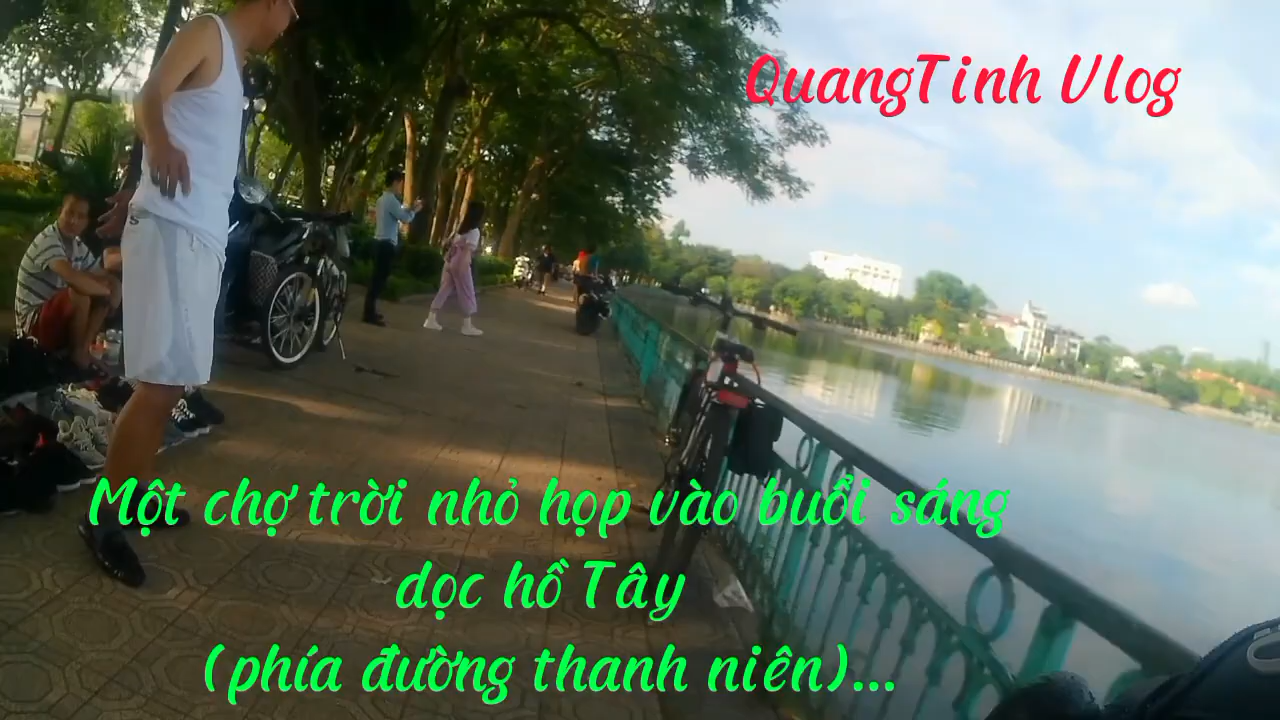 QuangTinh Vlog
Một chợ trời nhỏ họp vào buổi sáng
dọc hồ Tây
(phía đường thanh niên)...